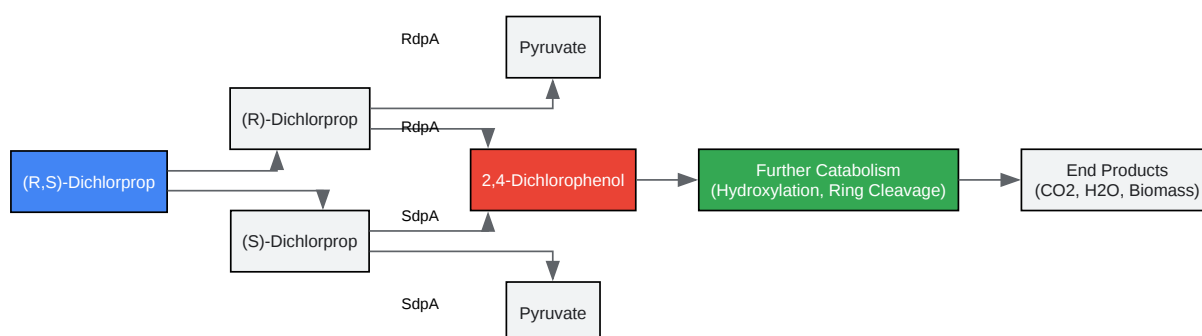 RdpA
Pyruvate
(R)-Dichlorprop
RdpA
(R,S)-Dichlorprop
2,4-Dichlorophenol
Further Catabolism
(Hydroxylation, Ring Cleavage)
End Products
(CO2, H2O, Biomass)
(S)-Dichlorprop
SdpA
SdpA
Pyruvate